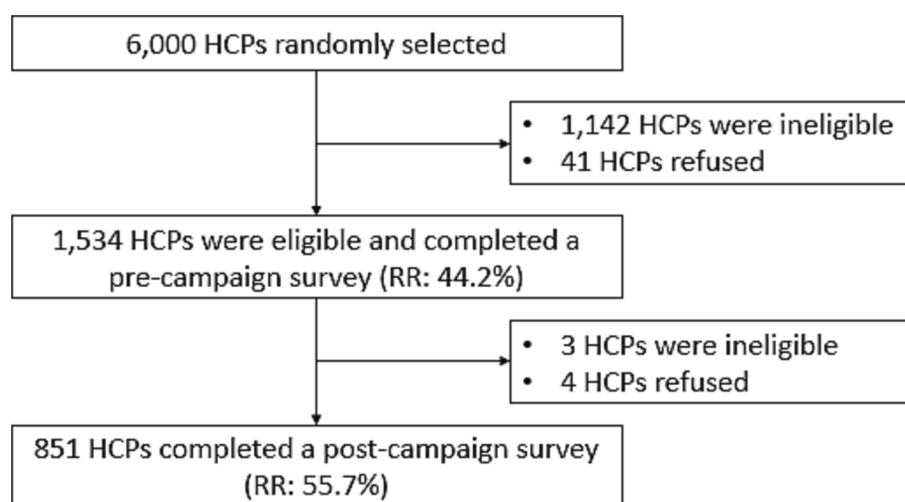 6,000 HCPs randomly selected
• 1,142 HCPs were ineligible
• 41 HCPs refused
1,534 HCPs were eligible and completed a
pre-campaign survey (RR: 44.2%)
• 3 HCPs were ineligible
• 4 HCPs refused
851 HCPs completed a post-campaign survey
(RR: 55.7%)